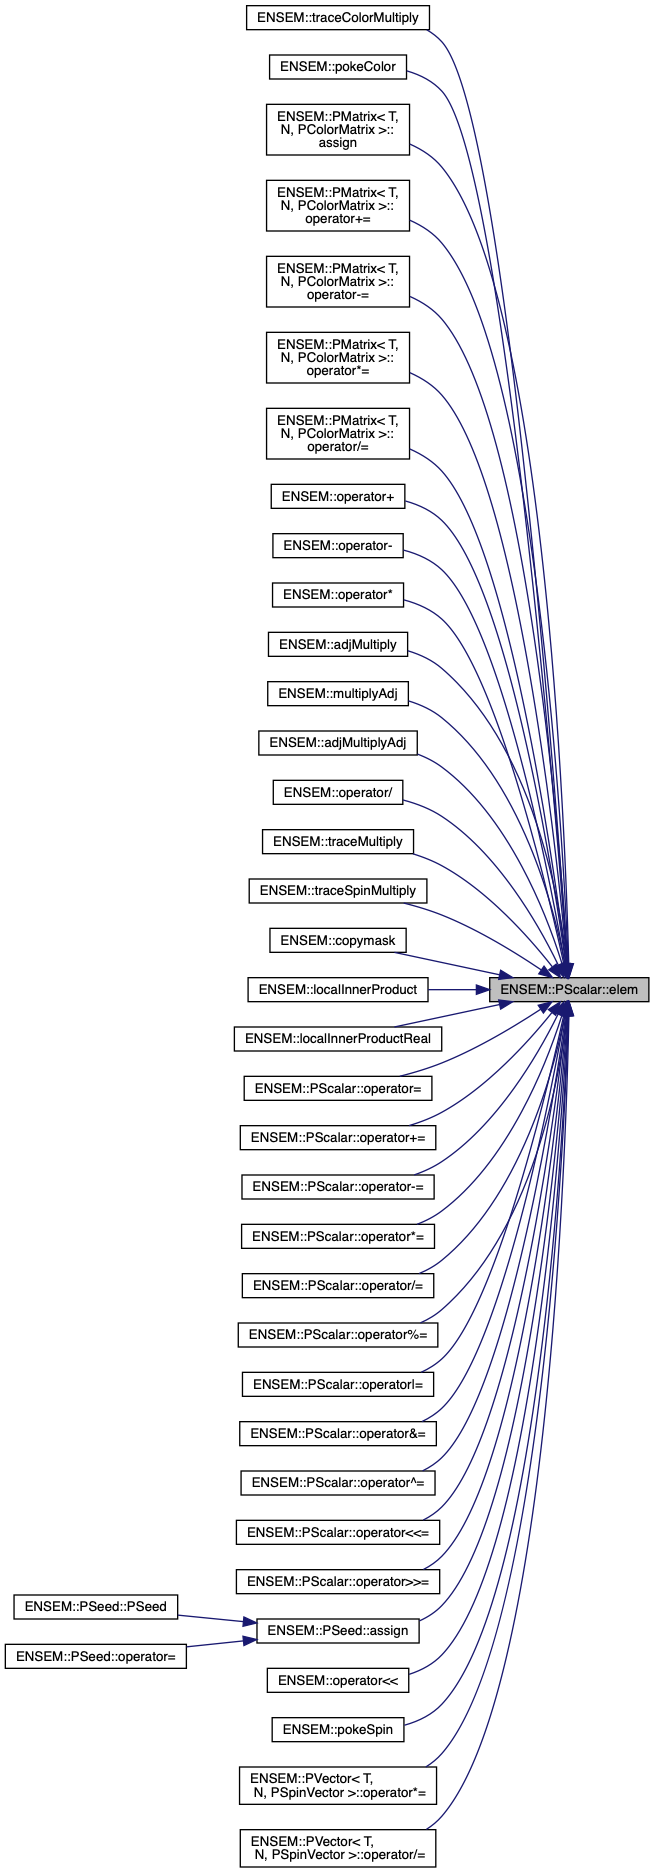 ENSEM::traceColorMultiply
ENSEM::pokeColor
ENSEM::PMatrix< T,
N, PColorMatrix >::
assign
ENSEM::PMatrix< T,
N, PColorMatrix >::
operator+=
ENSEM::PMatrix< T,
N, PColorMatrix >::
operator-=
ENSEM::PMatrix< T,
N, PColorMatrix >::
operator*=
ENSEM::PMatrix< T,
N, PColorMatrix >::
operator/=
ENSEM::operator+
ENSEM::operator-
ENSEM::operator*
ENSEM::adjMultiply
ENSEM::multiplyAdj
ENSEM::adjMultiplyAdj
ENSEM::operator/
ENSEM::traceMultiply
ENSEM::traceSpinMultiply
ENSEM::copymask
ENSEM::localInnerProduct
ENSEM::PScalar::elem
ENSEM::localInnerProductReal
ENSEM::PScalar::operator=
ENSEM::PScalar::operator+=
ENSEM::PScalar::operator-=
ENSEM::PScalar::operator*=
ENSEM::PScalar::operator/=
ENSEM::PScalar::operator%=
ENSEM::PScalar::operator|=
ENSEM::PScalar::operator&=
ENSEM::PScalar::operator^=
ENSEM::PScalar::operator<<=
ENSEM::PScalar::operator>>=
ENSEM::PSeed::PSeed
ENSEM::PSeed::assign
ENSEM::PSeed::operator=
ENSEM::operator<<
ENSEM::pokeSpin
ENSEM::PVector< T,
N, PSpinVector >::operator*=
ENSEM::PVector< T,
N, PSpinVector >::operator/=